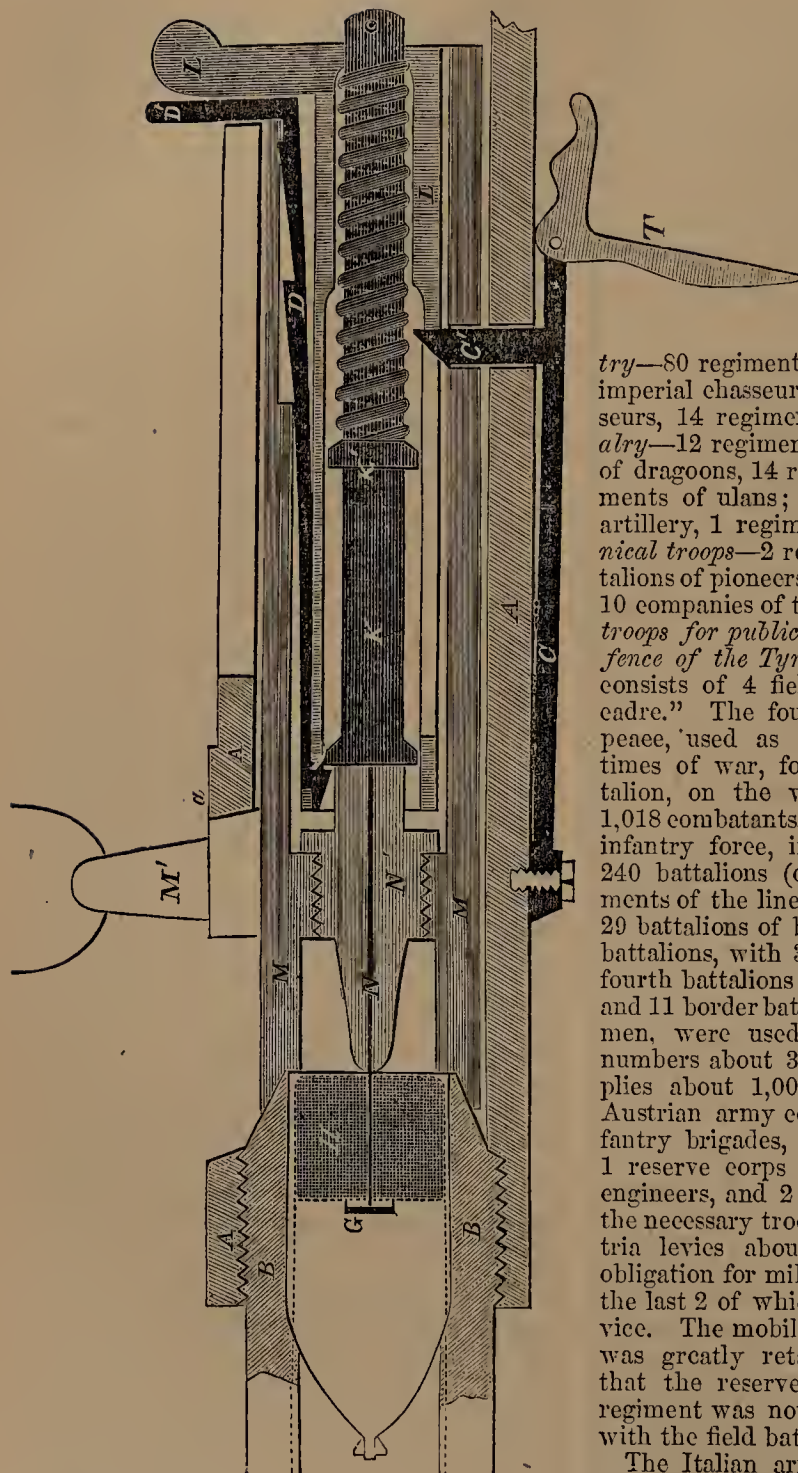 L
D'
c
L
D
C'
T
K'
K
A
C
A
a
M'
M
N'
N
M
H
G
A
B
B
try—80 regiment
imperial chasseur
seurs, 14 regimen
alry—12 regimen
of dragoons, 14 r
ments of ulans;
artillery, 1 regim
nical troops—2 re
talions of pioneers
10 companies of t
troops for public
fence of the Tyr
consists of 4 fiel
cadre." The fou
peace, used as
times of war, fo
talion, on the v
1,018 combatants
infantry force, i
240 battalions (
ments of the line
29 battalions of
battalions, with
fourth battalions
and 11 border bat
men, were used
numbers about 3
plies about 1,00
Austrian army c
fantry brigades,
1 reserve corps
engineers, and 2
the necessary tro
tria levies abou
obligation for mil
the last 2 of whi
vice. The mobil
was greatly ret
that the reserve
regiment was no
with the field bat
The Italian ar